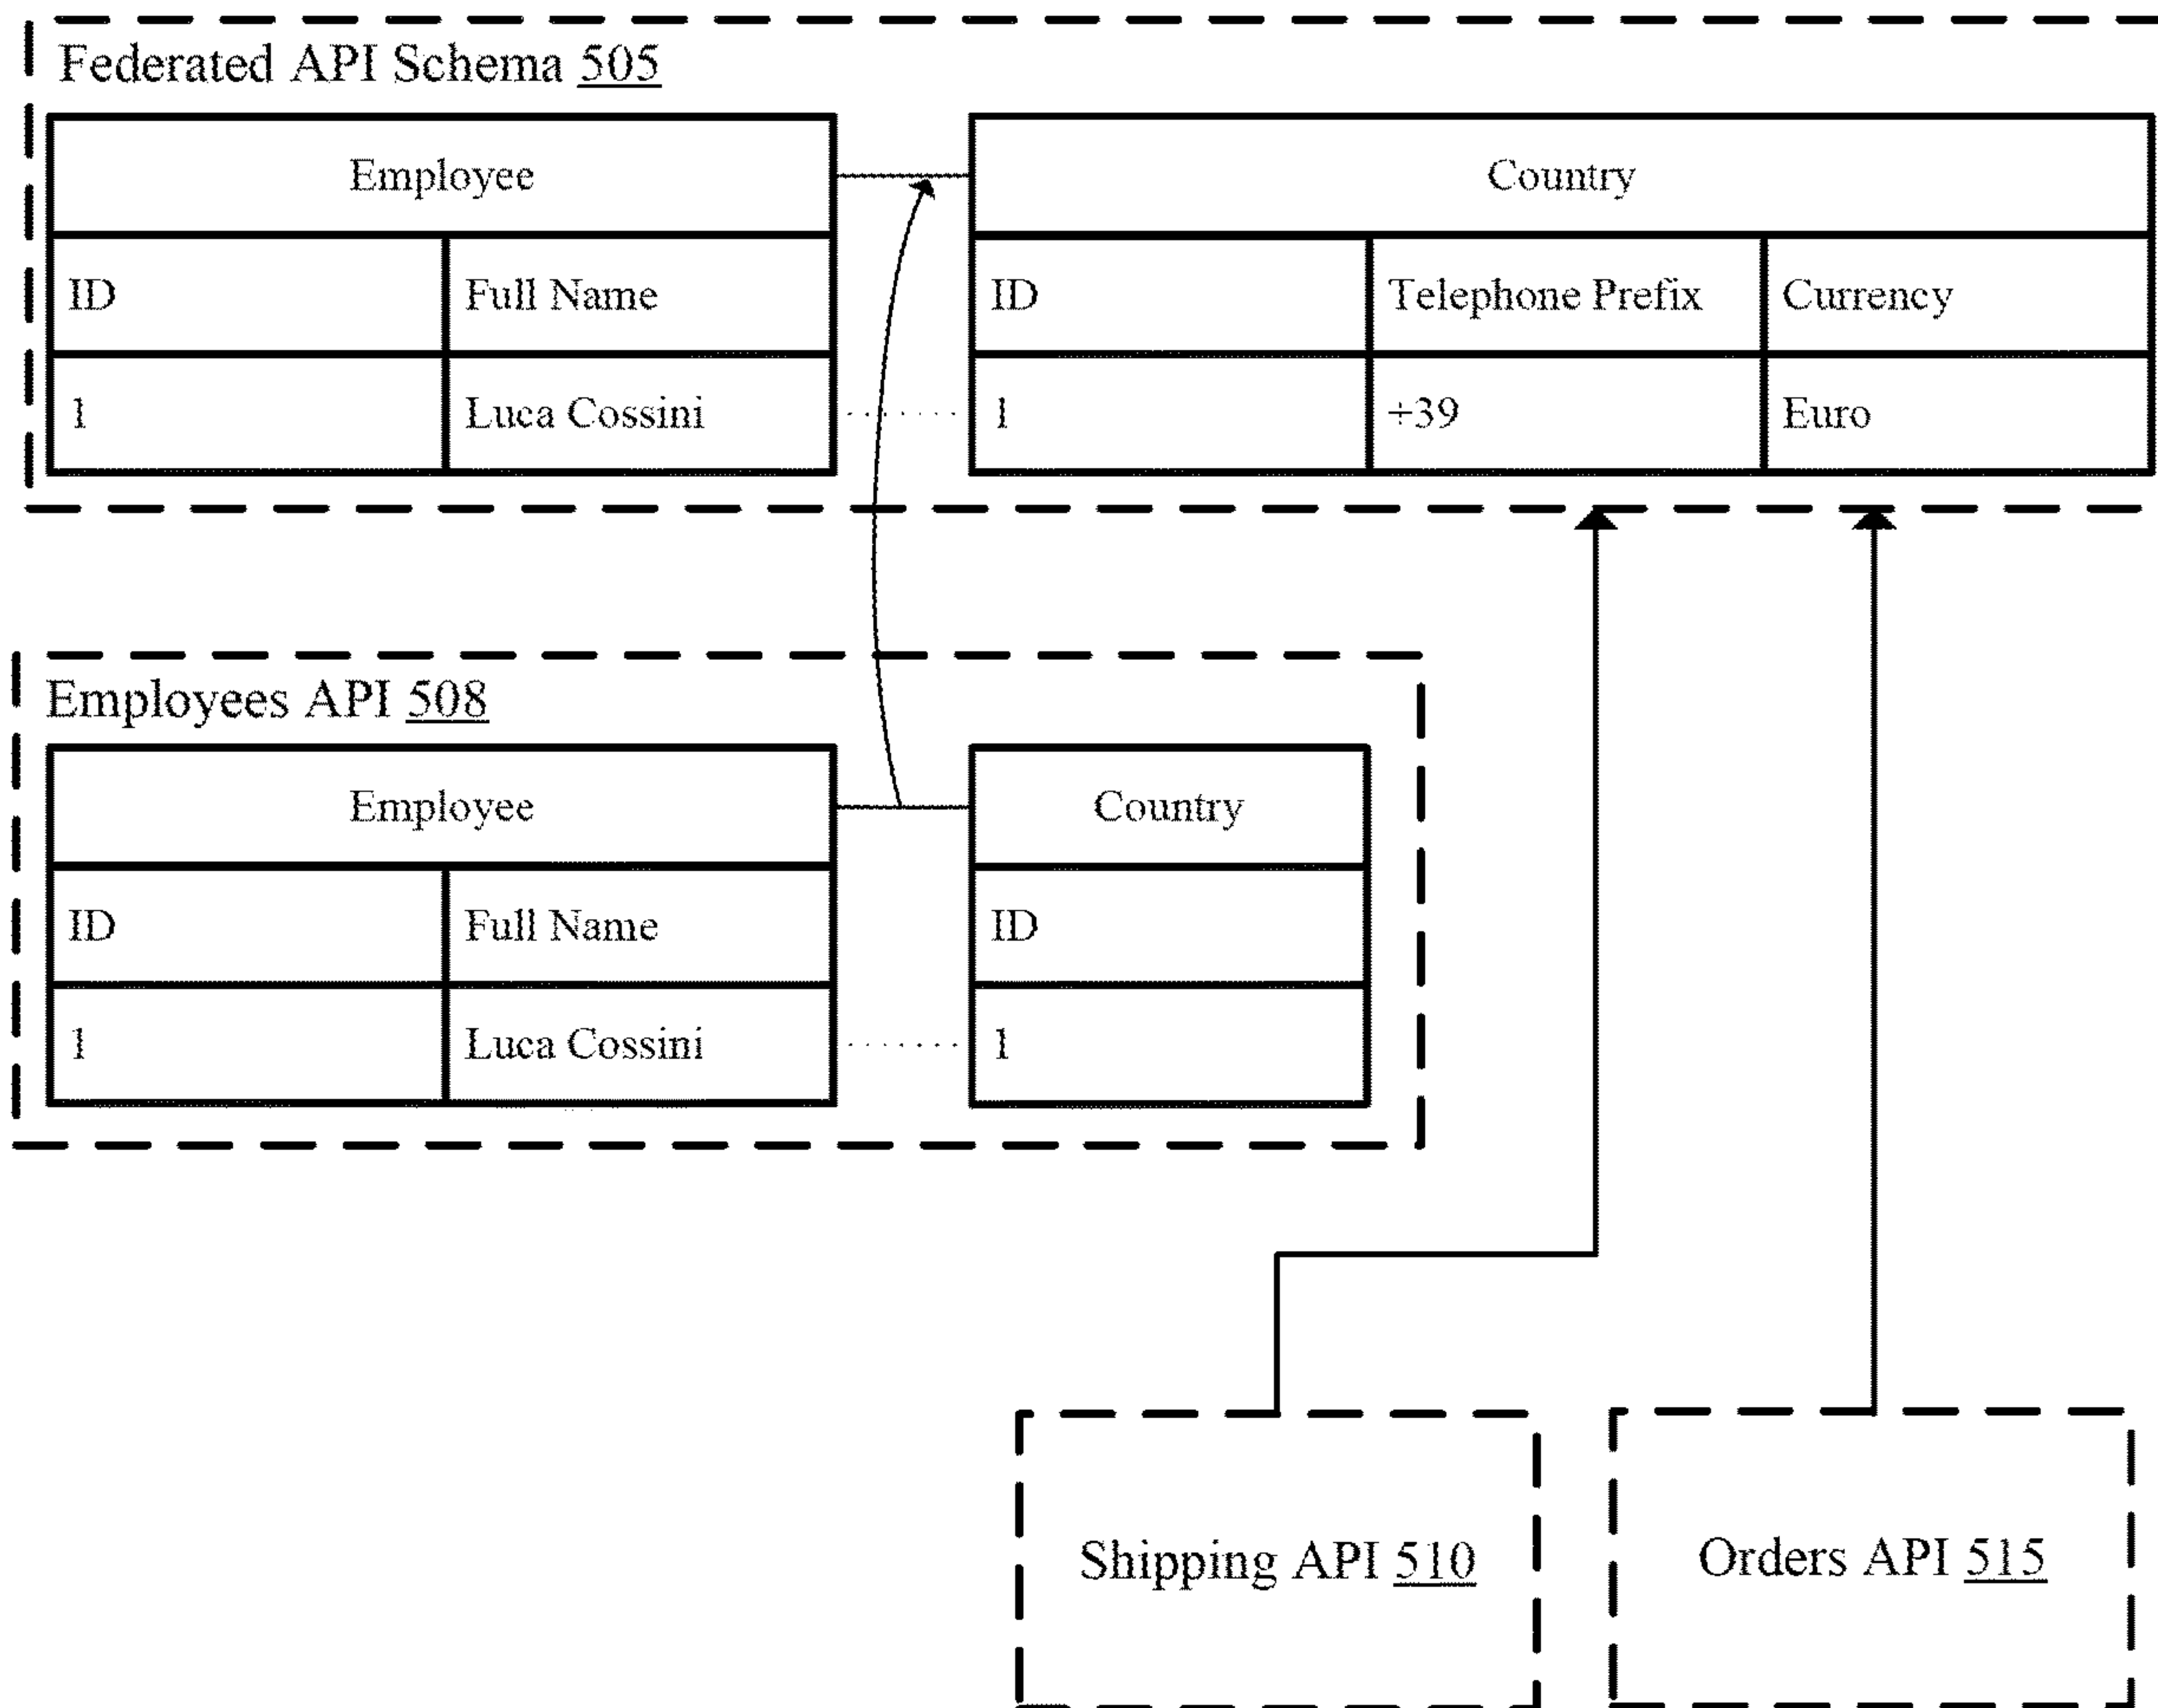 Federated API Schema 505
Employee
Country
ID
Full Name
ID
Telephone Prefix
Currency
1
Luca Cossini
1
+39
Euro
Employees API 508
Employee
Country
ID
Full Name
ID
1
Luca Cossini
1
Shipping API 510
Orders API 515